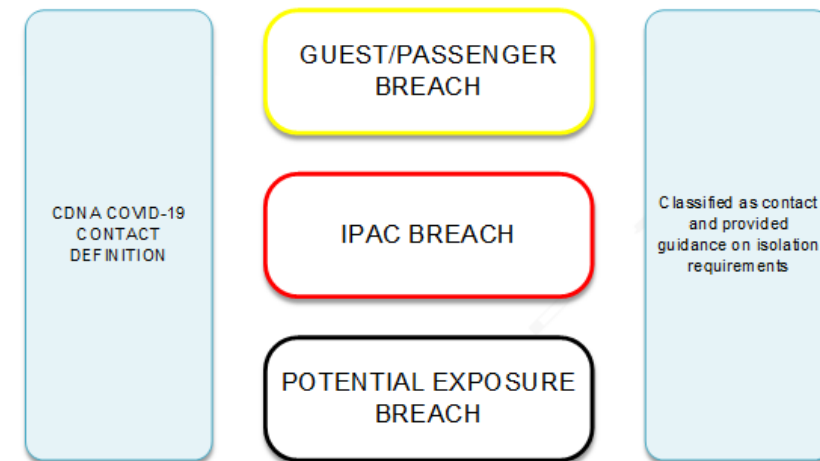 CDNA COVID-19
CONTACT
DEFINITION
GUEST/PASSENGER
BREACH
IPAC BREACH
POTENTIAL EXPOSURE
BREACH
Classified as contact
and provided
guidance on isolation
requirements